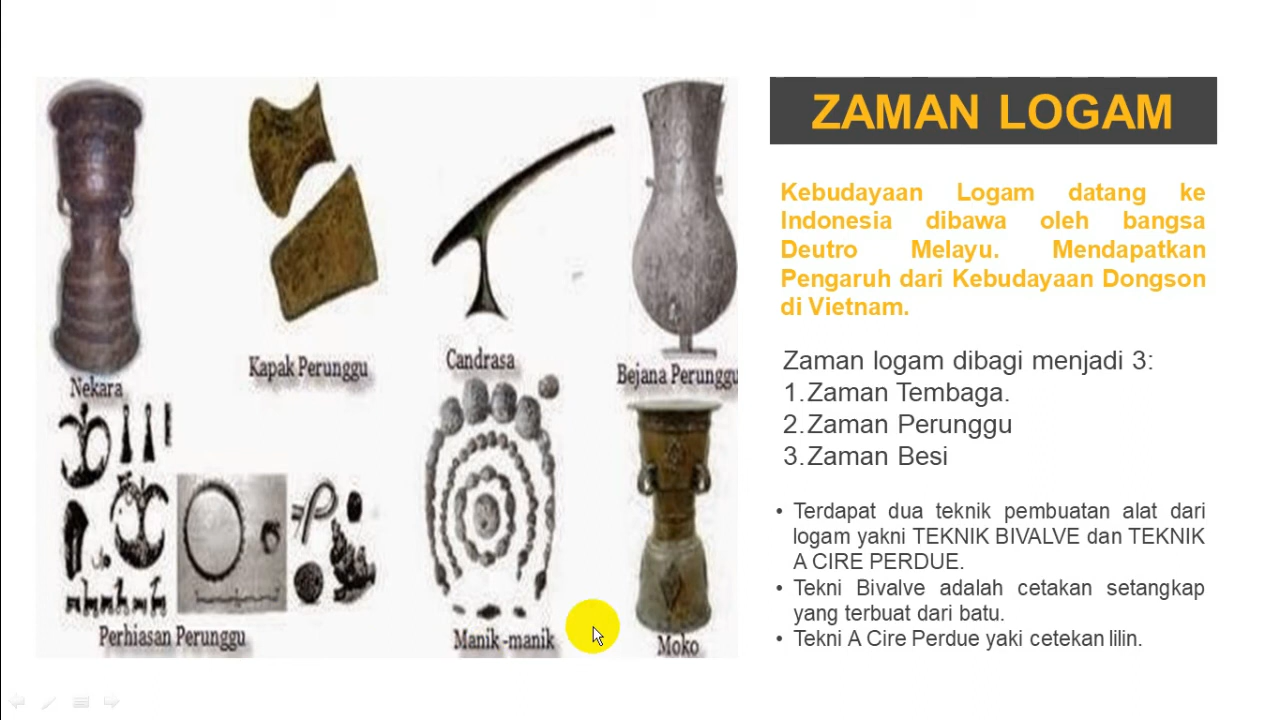 ZAMAN LOGAM
Kebudayaan Logam datang ke
Indonesia dibawa oleh bangsa
Deutro Melayu. Mendapatkan
Pengaruh dari Kebudayaan Dongson
di Vietnam.
Zaman logam dibagi menjadi 3:
1.Zaman Tembaga.
2.Zaman Perunggu
3.Zaman Besi
• Terdapat dua teknik pembuatan alat dari
logam yakni TEKNIK BIVALVE dan TEKNIK
A CIRE PERDUE.
• Tekni Bivalve adalah cetakan setangkap
yang terbuat dari batu.
• Tekni A Cire Perdue yaki cetekan lilin.
Nekara
Kapak Perunggu
Candrasa
Bejana Perunggu
Perhiasan Perunggu
Manik-manik
Moko